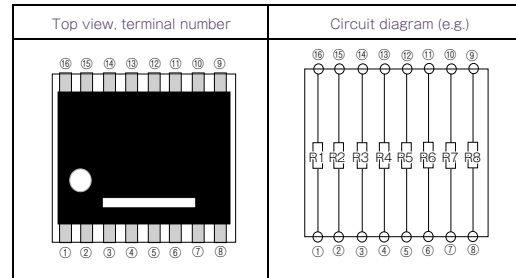 Top view, terminal number
Circuit diagram (e.g.)
⑯ ⑮ ⑭ ⑬ ⑫ ⑪ ⑩ ⑨
① ② ③ ④ ⑤ ⑥ ⑦ ⑧
⑯ ⑮ ⑭ ⑬ ⑫ ⑪ ⑩ ⑨
R1 R2 R3 R4 R5 R6 R7 R8
① ② ③ ④ ⑤ ⑥ ⑦ ⑧